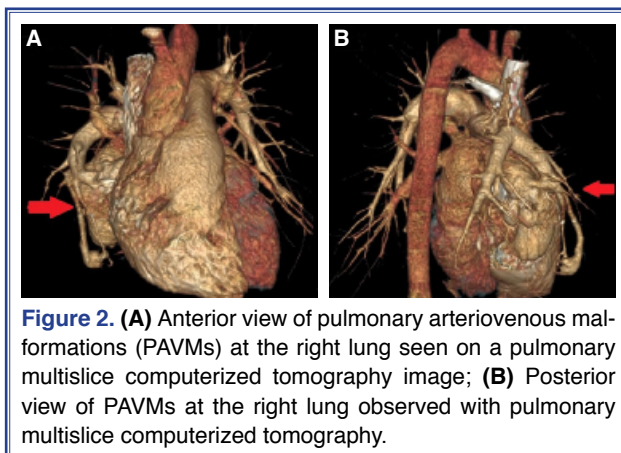 A
B
Figure 2. (A) Anterior view of pulmonary arteriovenous mal-
formations (PAVMs) at the right lung seen on a pulmonary
multislice computerized tomography image; (B) Posterior
view of PAVMs at the right lung observed with pulmonary
multislice computerized tomography.